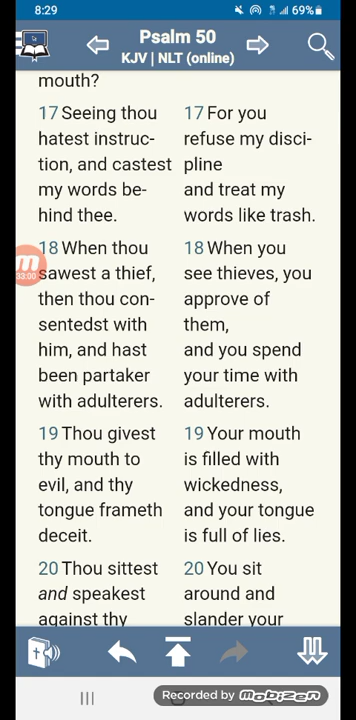 8:29
69%
Psalm 50
KJV | NLT (online)
mouth?
17 Seeing thou
hatest instruc-
tion, and castest
my words be-
hind thee.
18 When thou
sawest a thief,
then thou con-
sentedst with
him, and hast
been partaker
with adulterers.
19 Thou givest
thy mouth to
evil, and thy
tongue frameth
deceit.
20 Thou sittest
and speakest
against thy
17 For you
refuse my disci-
pline
and treat my
words like trash.
18 When you
see thieves, you
approve of
them,
and you spend
your time with
adulterers.
19 Your mouth
is filled with
wickedness,
and your tongue
is full of lies.
20 You sit
around and
slander your
33:00
Recorded by mobizen